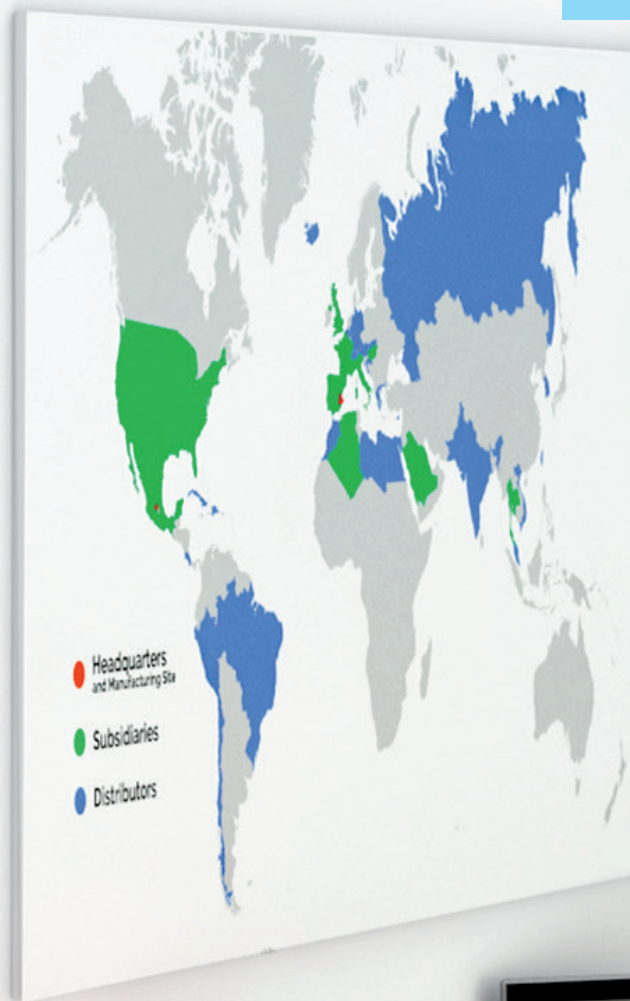 Headquarters
and Manufacturing Site
Subsidiaries
Distributors